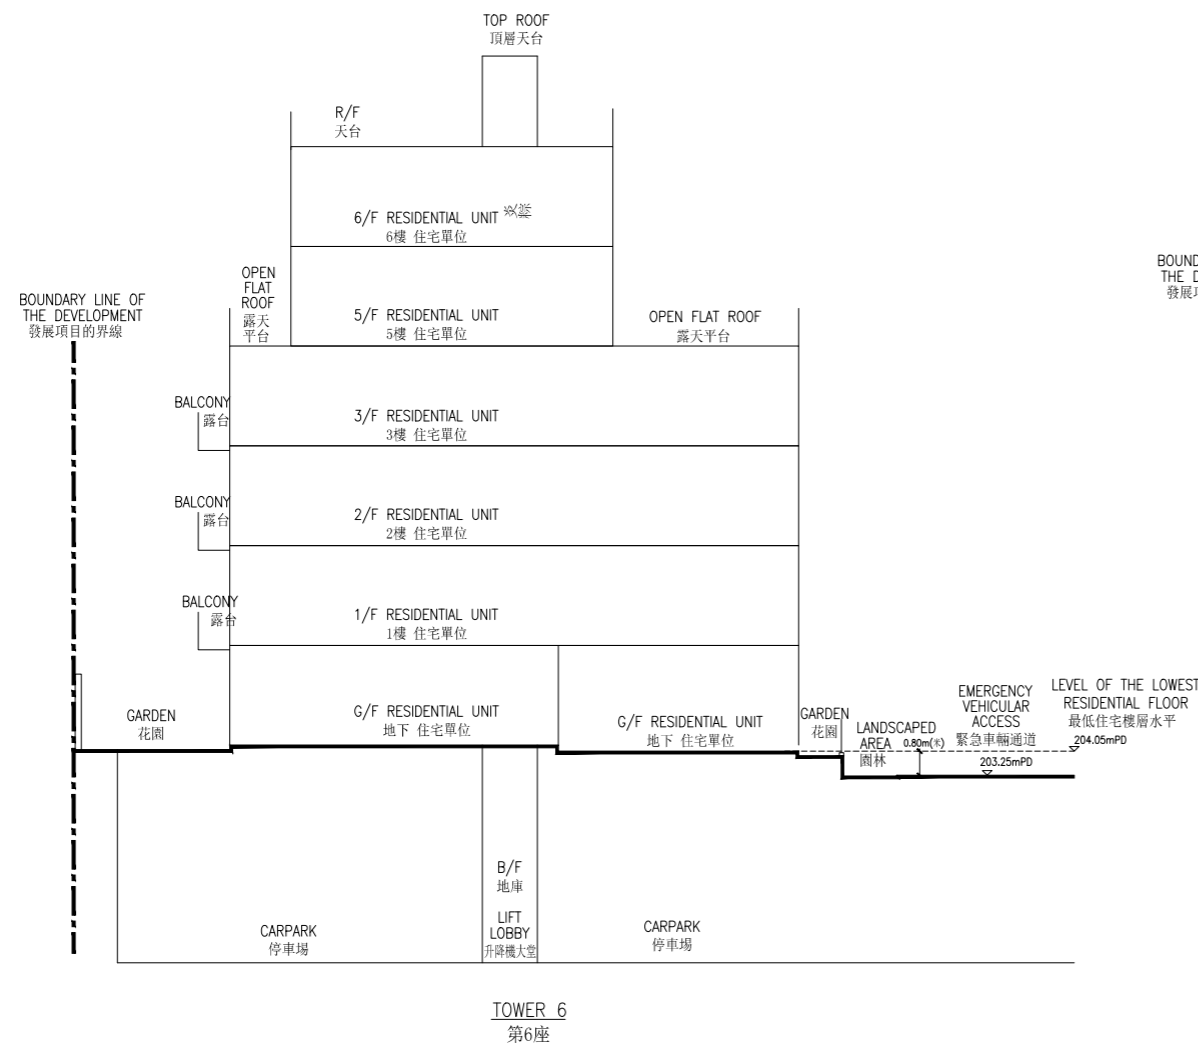 TOP ROOF
頂層天台
R/F
天台
6/F RESIDENTIAL UNIT
6樓 住宅單位
OPEN
FLAT
ROOF
露天
平台
5/F RESIDENTIAL UNIT
5樓 住宅單位
OPEN FLAT ROOF
露天平台
BOUNDARY LINE OF
THE DEVELOPMENT
發展項目的界線
BOUND
THE D
發展項
BALCONY
露台
3/F RESIDENTIAL UNIT
3樓 住宅單位
BALCONY
露台
2/F RESIDENTIAL UNIT
2樓 住宅單位
BALCONY
露台
1/F RESIDENTIAL UNIT
1樓 住宅單位
GARDEN
花園
G/F RESIDENTIAL UNIT
地下 住宅單位
G/F RESIDENTIAL UNIT
地下 住宅單位
GARDEN
花園
LANDSCAPED
AREA
園林
0.80m(米)
EMERGENCY
VEHICULAR
ACCESS
緊急車輛通道
203.25mPD
LEVEL OF THE LOWEST
RESIDENTIAL FLOOR
最低住宅樓層水平
204.05mPD
B/F
地庫
LIFT
LOBBY
升降機大堂
CARPARK
停車場
CARPARK
停車場
TOWER 6
第6座